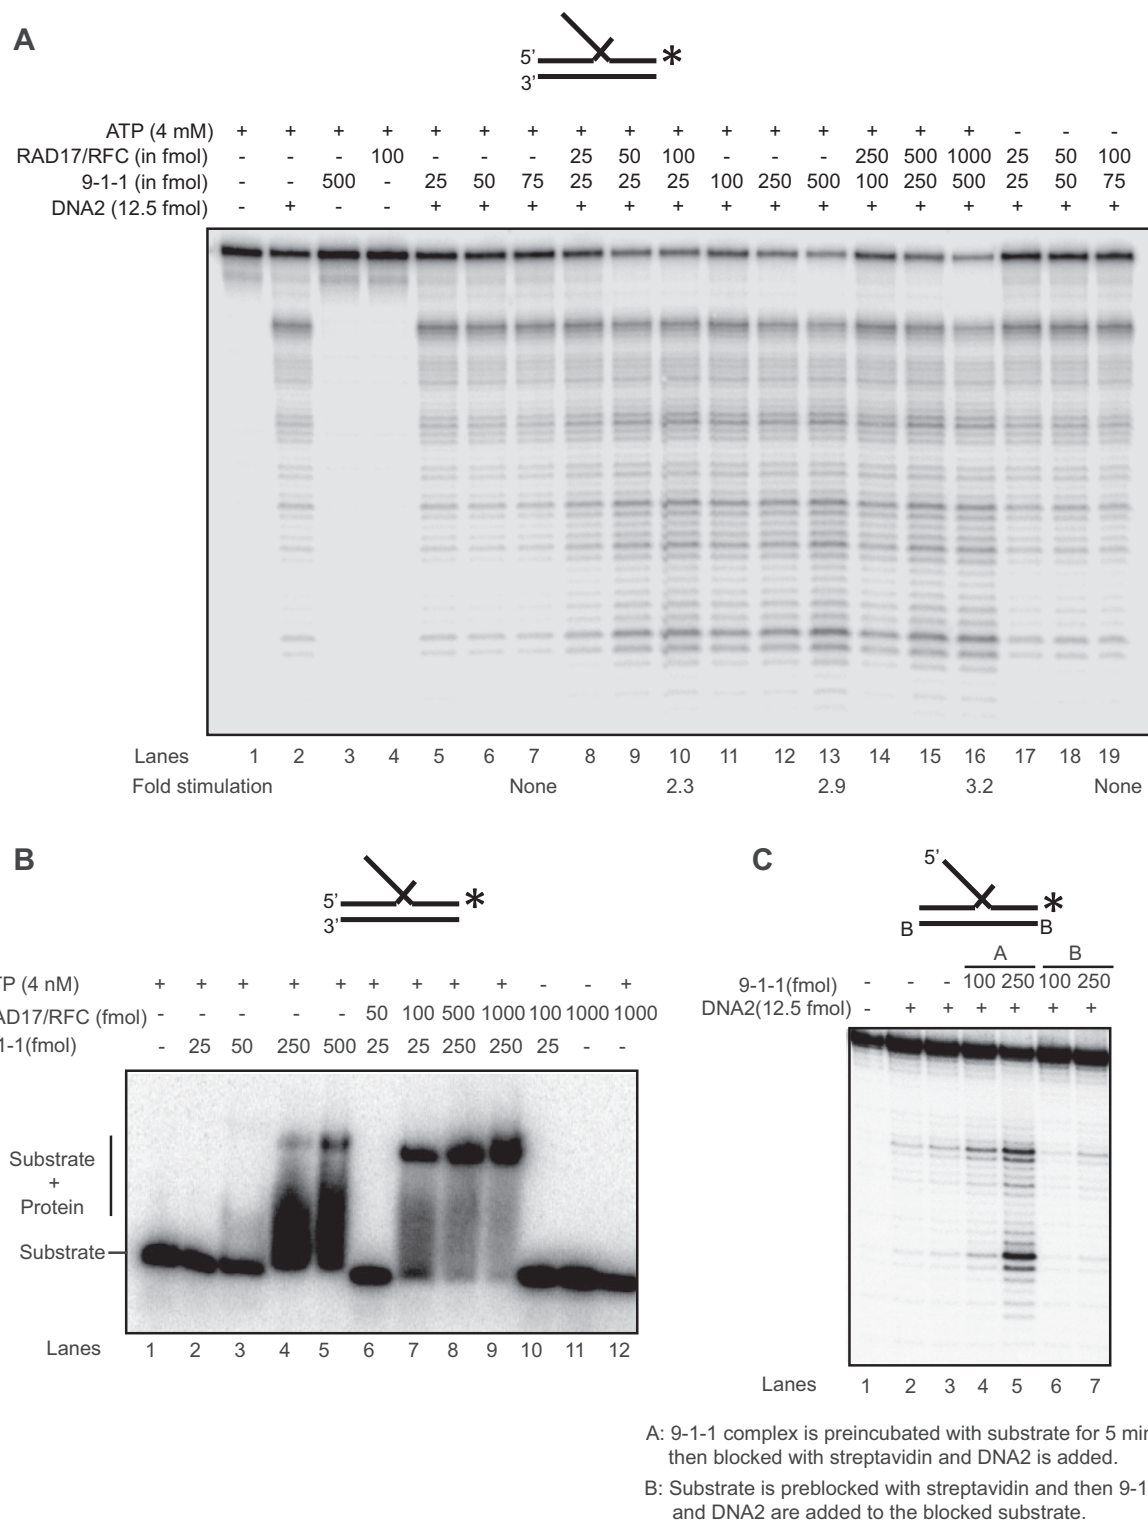 A
5’
*
3’
ATP (4 mM) + + + + + + + + + + + + + + + + - - -
RAD17/RFC (in fmol) - - - 100 - - - 25 50 100 - - - 250 500 1000 25 50 100
9-1-1 (in fmol) - - 500 - 25 50 75 25 25 25 100 250 500 100 250 500 25 50 75
DNA2 (12.5 fmol) - + - - + + + + + + + + + + + + + + +
Lanes 1 2 3 4 5 6 7 8 9 10 11 12 13 14 15 16 17 18 19
Fold stimulation None 2.3 2.9 3.2 None
B
5’
*
3’
TP (4 nM) + + + + + + + + + - - +
AD17/RFC (fmol) - - - - - 50 100 500 1000 100 1000 1000
1-1(fmol) - 25 50 250 500 25 25 250 250 25 - -
Substrate
+
Protein
Substrate
Lanes 1 2 3 4 5 6 7 8 9 10 11 12
C
5’
*
B B
A B
9-1-1(fmol) - - - 100 250 100 250
DNA2(12.5 fmol) - + + + + + +
Lanes 1 2 3 4 5 6 7
A: 9-1-1 complex is preincubated with substrate for 5 min
then blocked with streptavidin and DNA2 is added.
B: Substrate is preblocked with streptavidin and then 9-1
and DNA2 are added to the blocked substrate.